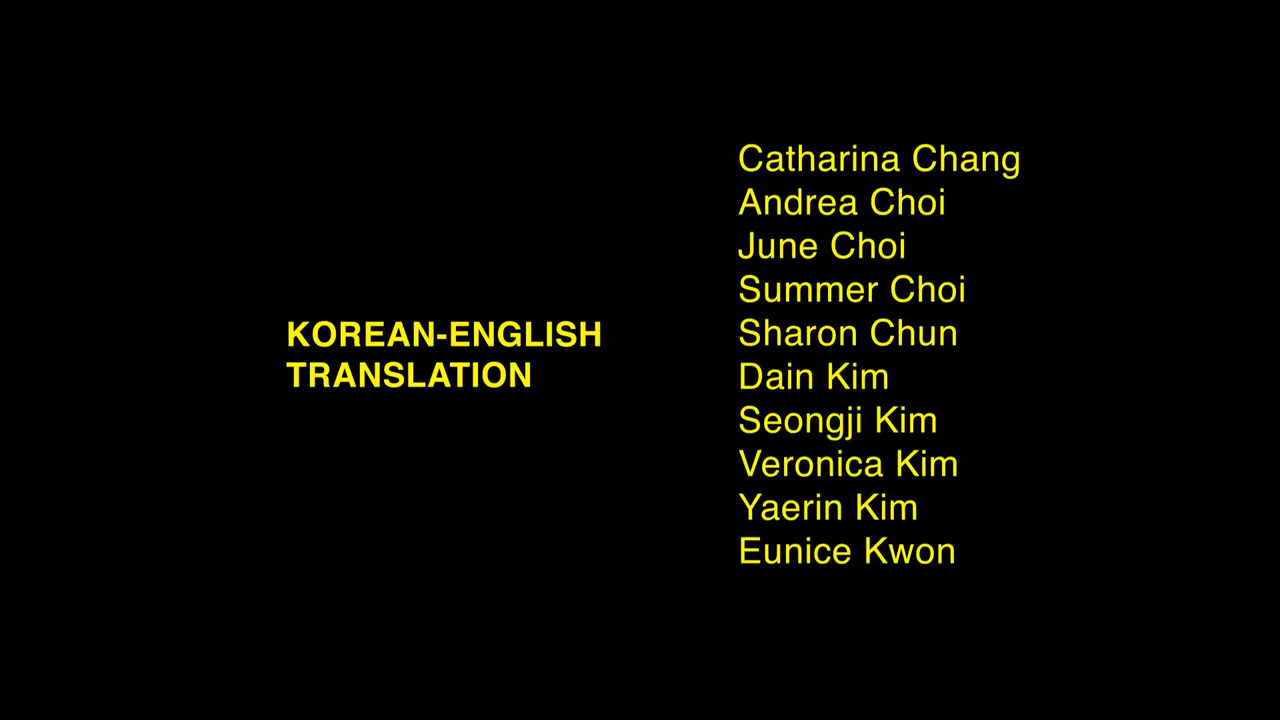 KOREAN-ENGLISH
TRANSLATION
Catharina Chang
Andrea Choi
June Choi
Summer Choi
Sharon Chun
Dain Kim
Seongji Kim
Veronica Kim
Yaerin Kim
Eunice Kwon